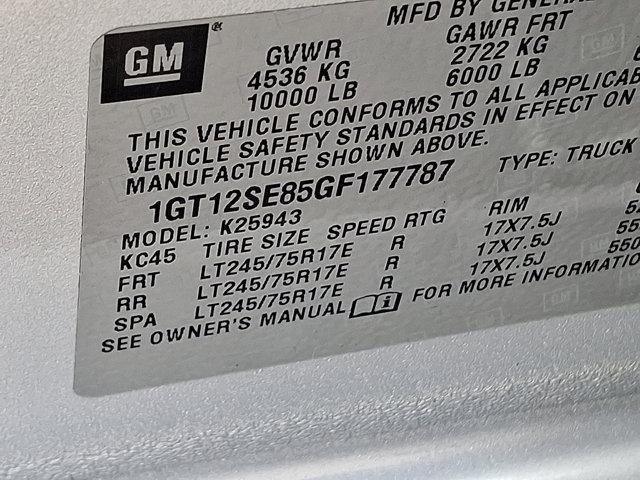 GM
MFD BY GENERAL
GVWR GAWR FRT
4536 KG 2722 KG
10000 LB 6000 LB
THIS VEHICLE CONFORMS TO ALL
VEHICLE SAFETY STANDARDS IN EFFECT ON
MANUFACTURE SHOWN ABOVE.
1GT12SE85GF177787 TYPE: TRUCK
MODEL: K25943
KC45 TIRE SIZE SPEED RTG RIM
FRT LT245/75R17E R 17X7.5J
RR LT245/75R17E R 17X7.5J 55
SPA LT245/75R17E R 17X7.5J 550
SEE OWNER'S MANUAL FOR MORE INFORMATIO